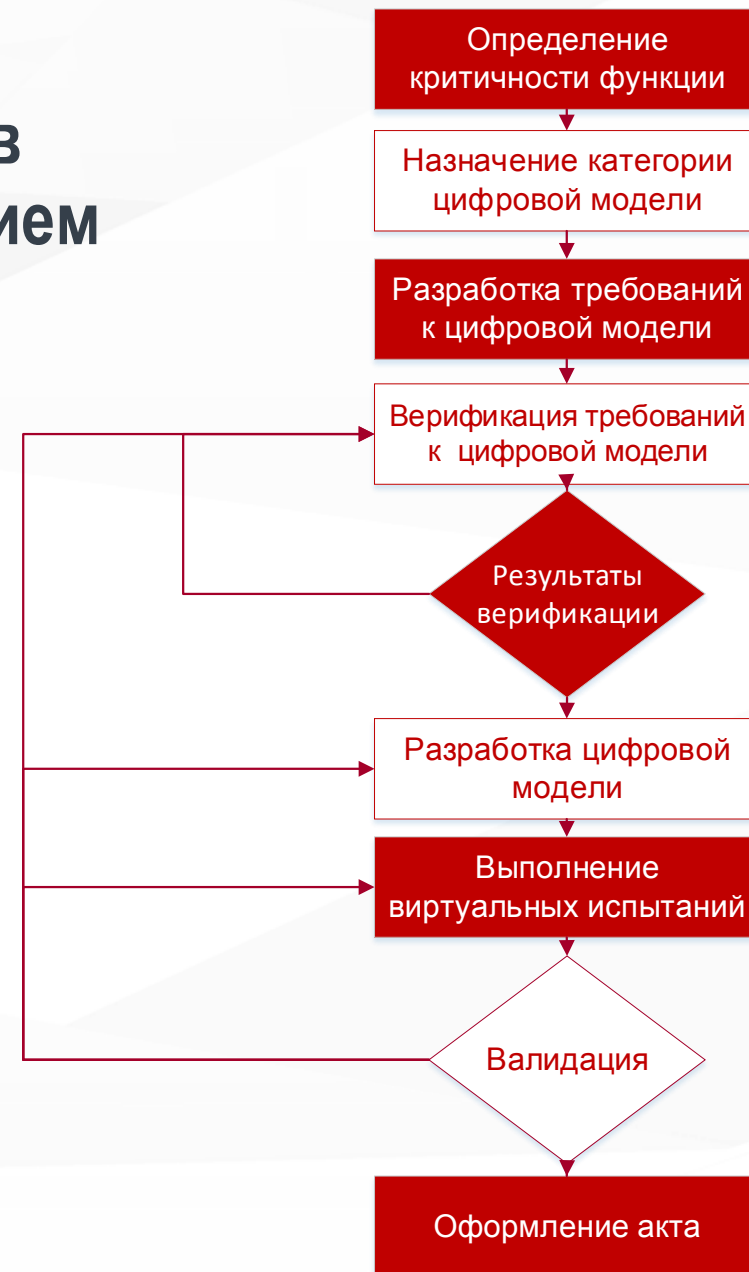 в
ием
Определение
критичности функции
Назначение категории
цифровой модели
Разработка требований
к цифровой модели
Верификация требований
к цифровой модели
Результаты
верификации
Разработка цифровой
модели
Выполнение
виртуальных испытаний
Валидация
Оформление акта